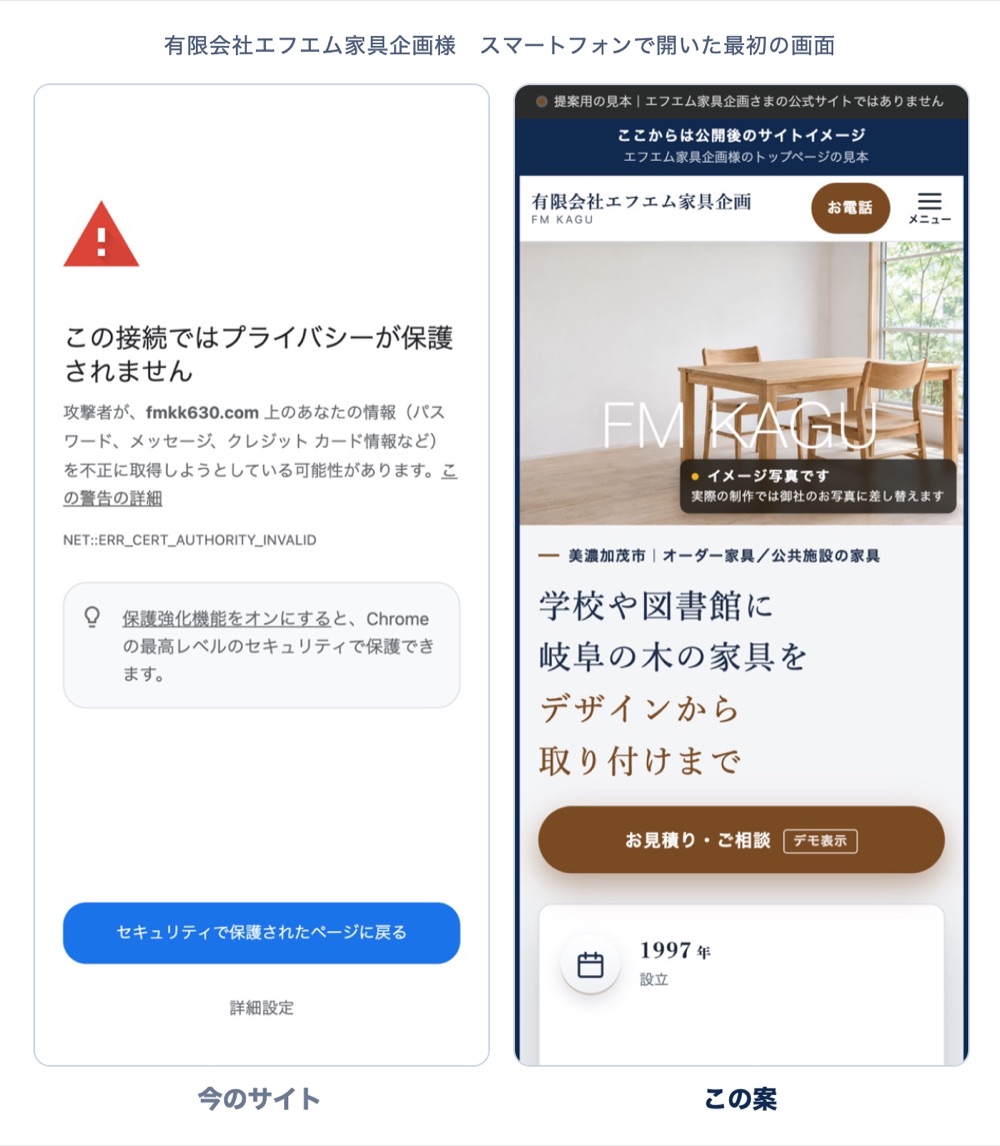 有限会社エフエム家具企画様　スマートフォンで開いた最初の画面
この接続ではプライバシーが保護
されません
攻撃者が、fmkk630.com 上のあなたの情報（パス
ワード、メッセージ、クレジット カード情報など）
を不正に取得しようとしている可能性があります。こ
の警告の詳細
NET::ERR_CERT_AUTHORITY_INVALID
保護強化機能をオンにすると、Chrome
の最高レベルのセキュリティで保護でき
ます。
セキュリティで保護されたページに戻る
詳細設定
今のサイト
提案用の見本｜エフエム家具企画さまの公式サイトではありません
ここからは公開後のサイトイメージ
エフエム家具企画様のトップページの見本
有限会社エフエム家具企画
FM KAGU
お電話
メニュー
FM KAGU
イメージ写真です
実際の制作では御社のお写真に差し替えます
美濃加茂市｜オーダー家具／公共施設の家具
学校や図書館に
岐阜の木の家具を
デザインから
取り付けまで
お見積り・ご相談 デモ表示
1997 年
設立
この案